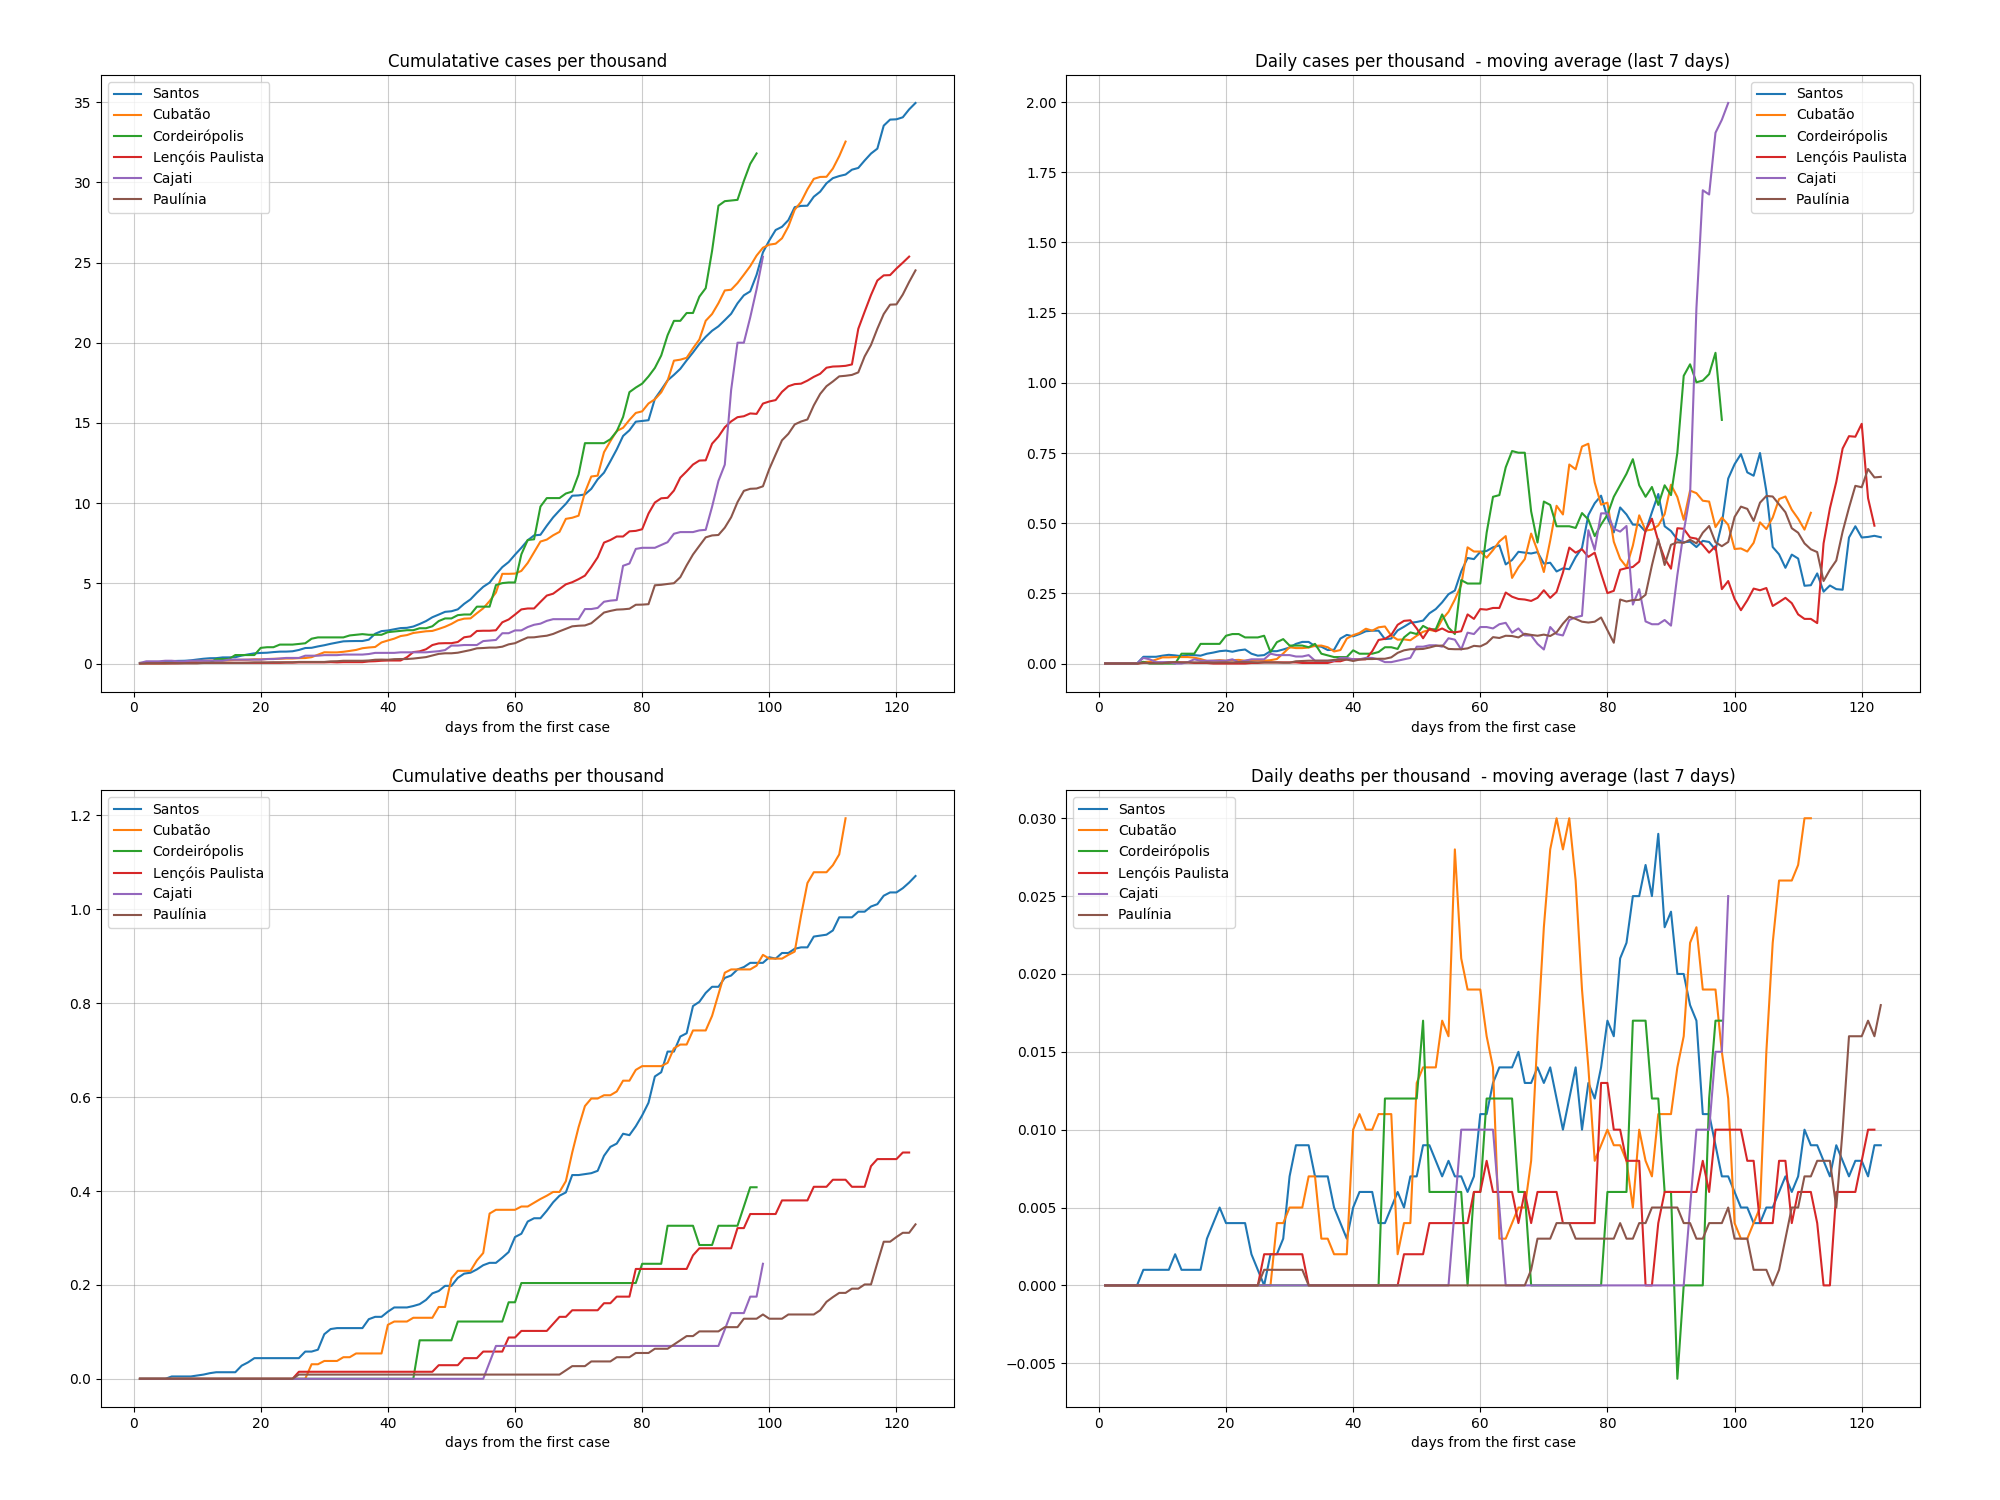 Cumulatative cases per thousand
35
30
25
20
15
10
5
0
Santos
Cubatão
Cordeirópolis
Lençóis Paulista
Cajati
Paulínia
0 20 40 60 80 100 120
days from the first case
Daily cases per thousand - moving average (last 7 days)
2.00
1.75
1.50
1.25
1.00
0.75
0.50
0.25
0.00
Santos
Cubatão
Cordeirópolis
Lençóis Paulista
Cajati
Paulínia
0 20 40 60 80 100 120
days from the first case
Cumulative deaths per thousand
1.2
1.0
0.8
0.6
0.4
0.2
0.0
Santos
Cubatão
Cordeirópolis
Lençóis Paulista
Cajati
Paulínia
0 20 40 60 80 100 120
days from the first case
Daily deaths per thousand - moving average (last 7 days)
0.030
0.025
0.020
0.015
0.010
0.005
0.000
−0.005
Santos
Cubatão
Cordeirópolis
Lençóis Paulista
Cajati
Paulínia
0 20 40 60 80 100 120
days from the first case